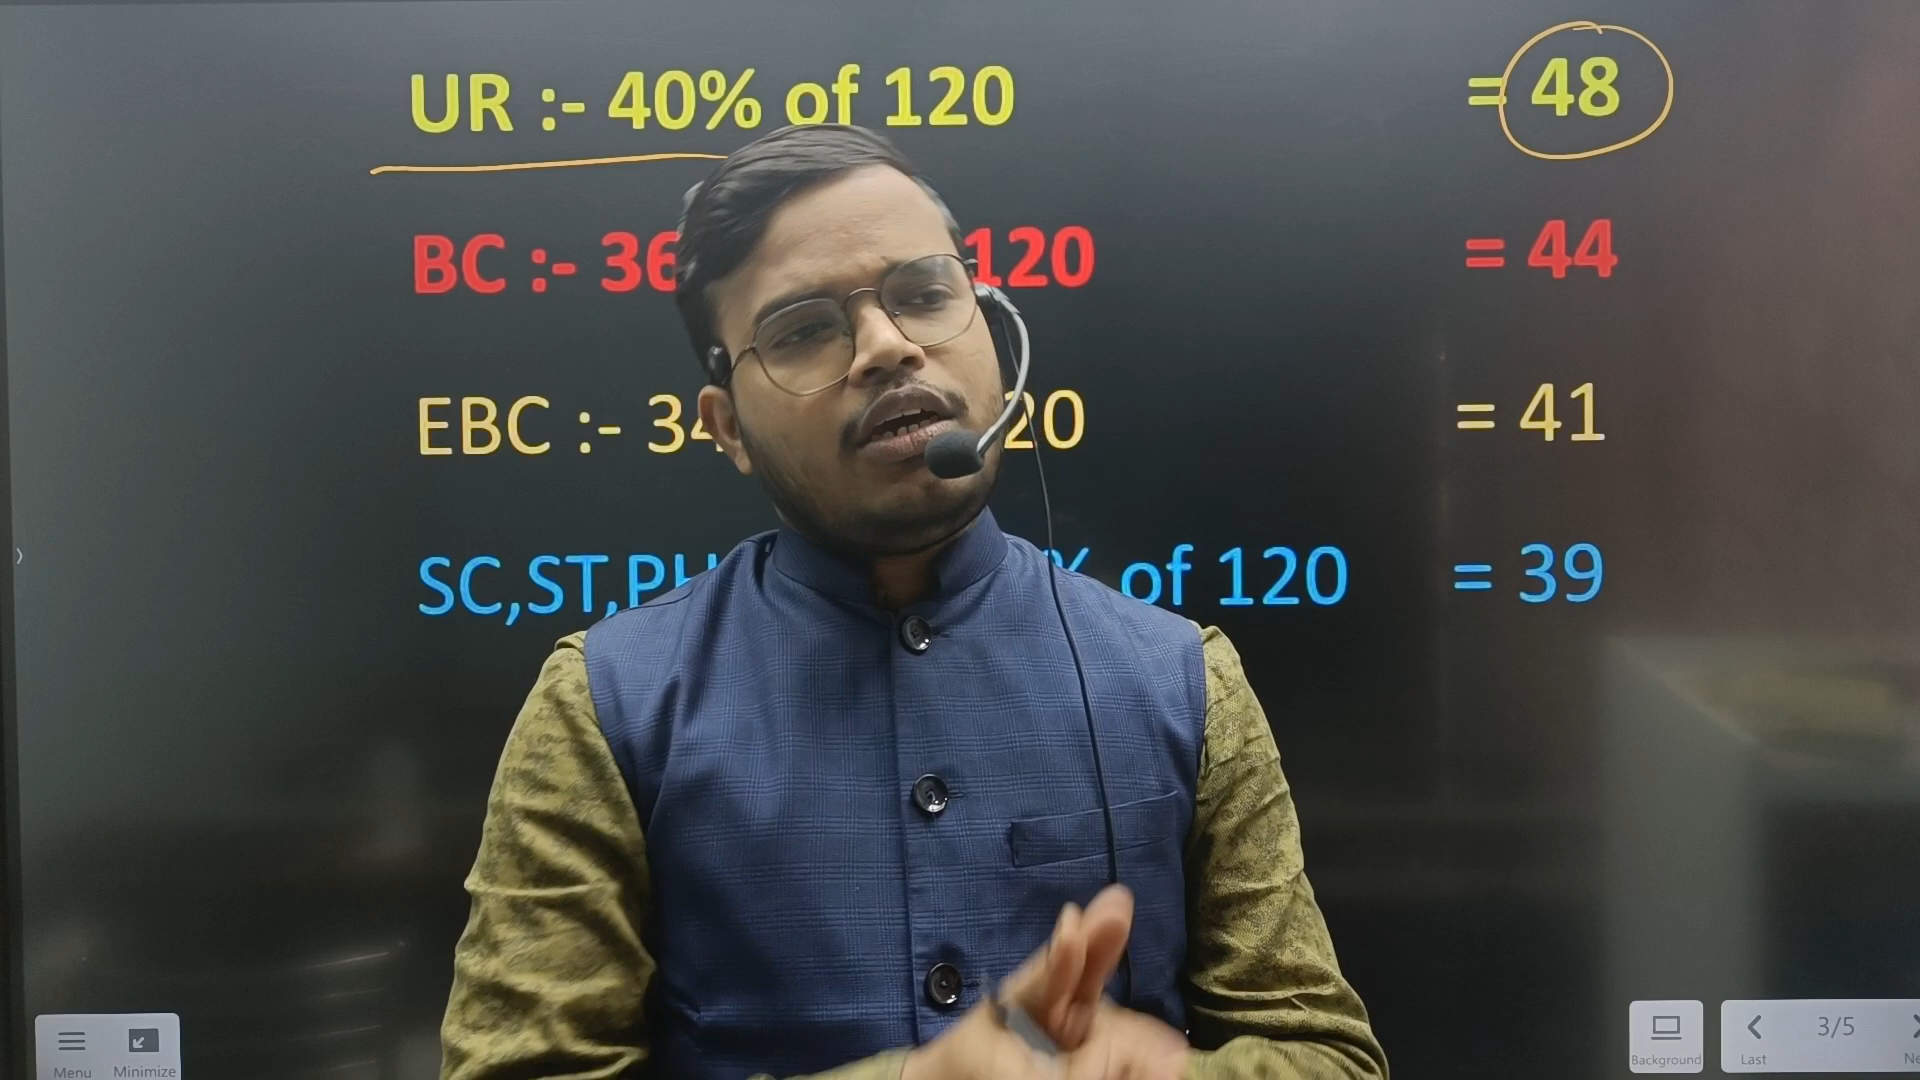 UR :- 40% of 120 = 48
BC :- 36 120 = 44
EBC :- 34 20 = 41
SC,ST,PH % of 120 = 39
Menu Minimize Background Last 3/5